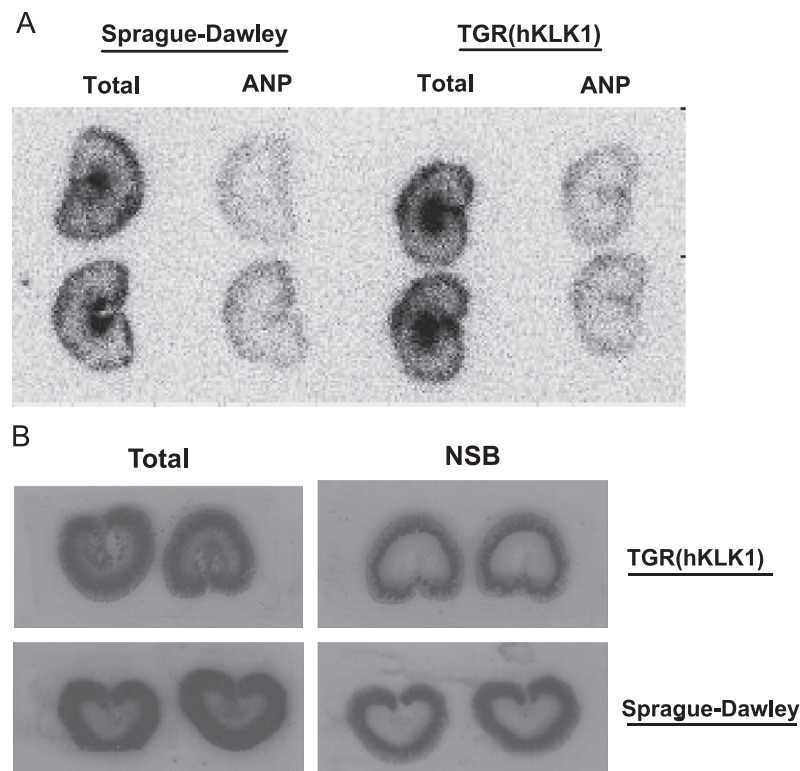 A
Sprague-Dawley TGR(hKLK1)
Total ANP Total ANP
B
Total NSB
TGR(hKLK1)
Sprague-Dawley